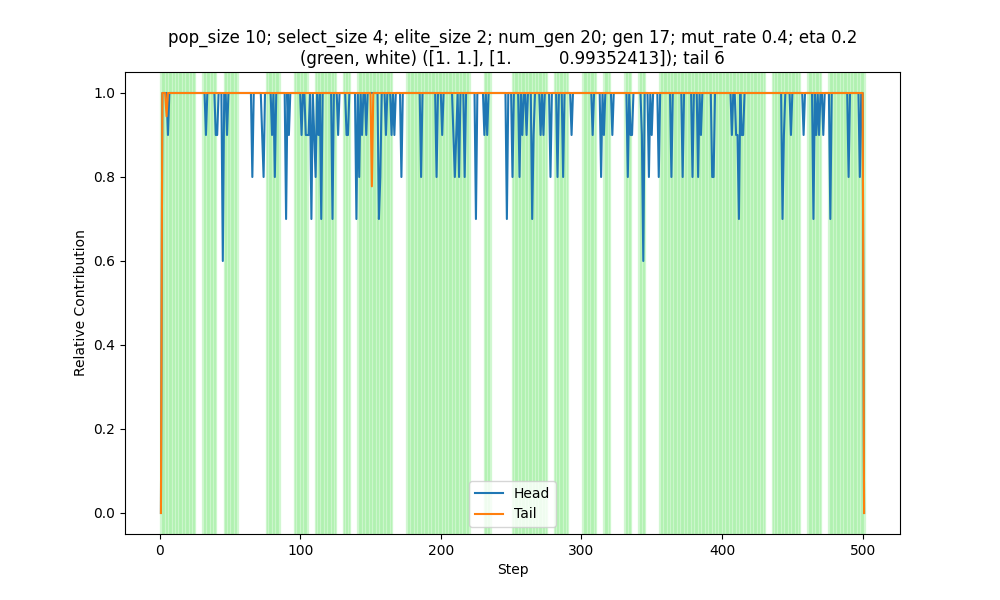 pop_size 10; select_size 4; elite_size 2; num_gen 20; gen 17; mut_rate 0.4; eta 0.2
(green, white) ([1. 1.], [1.          0.99352413]); tail 6
1.0
0.8
0.6
0.4
0.2
0.0
Relative Contribution
Head
Tail
0
100
200
300
400
500
Step